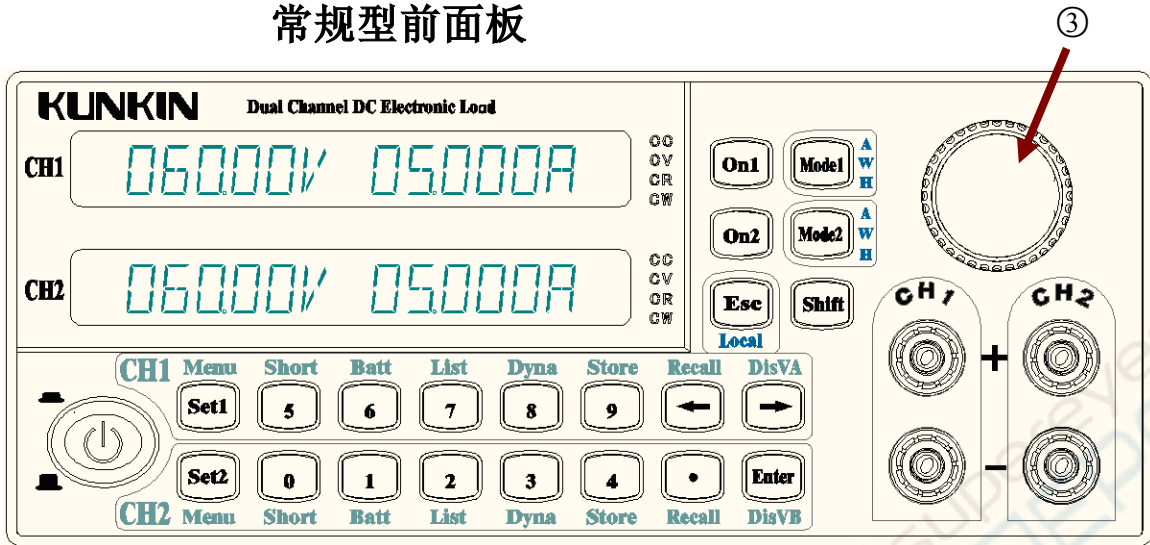 常规型前面板
③
KUNKIN Dual Channel DC Electronic Load
CH1 060.00V 05.000A CC CV CR CW
On1 Mode1 A W H
On2 Mode2 A W H
CH2 060.00V 05.000A CC CV CR CW
Esc Shift
Local
CH1 CH2
CH1 Menu Short Batt List Dyna Store Recall DisVA
Set1 5 6 7 8 9 ← →
+
Set2 0 1 2 3 4 • Enter
−
CH2 Menu Short Batt List Dyna Store Recall DisVB